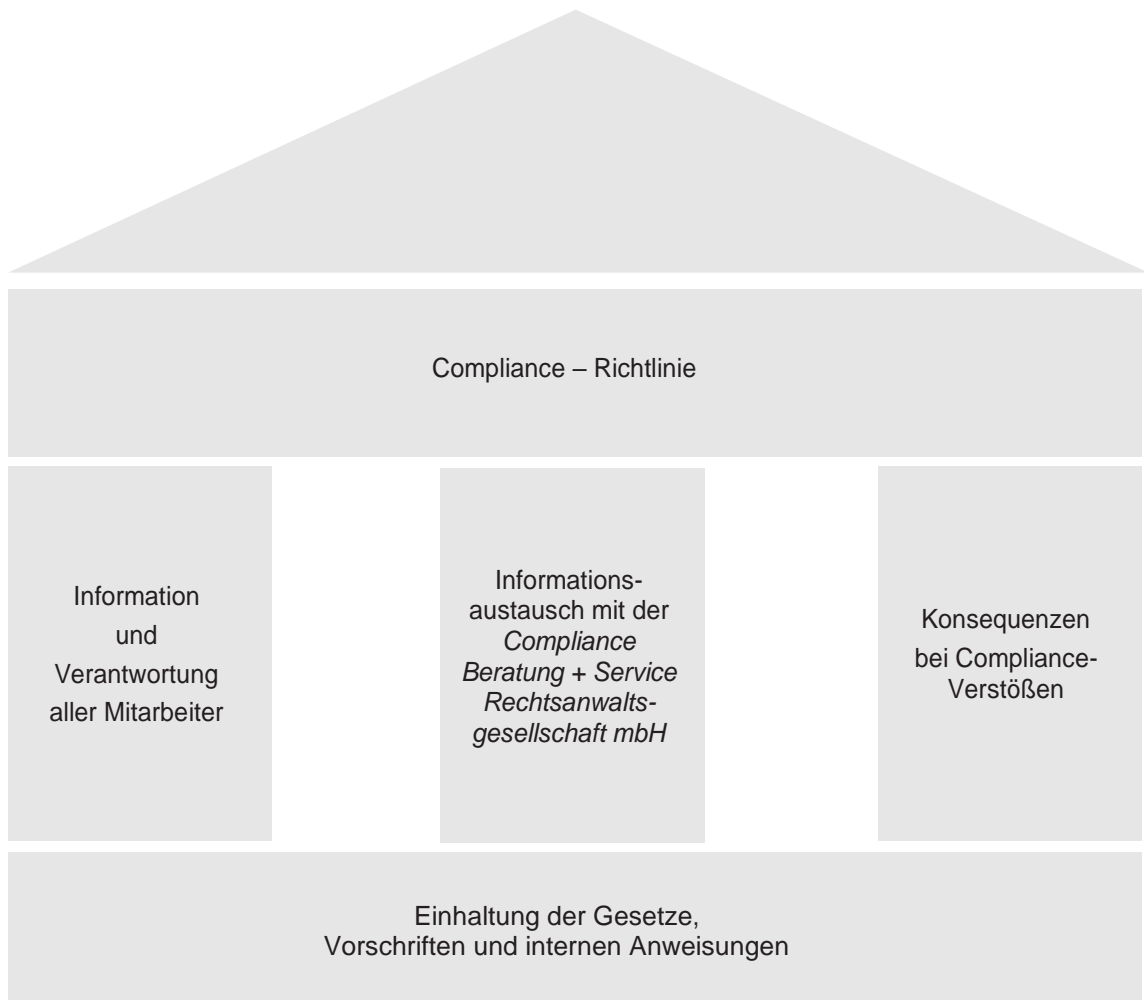 Compliance – Richtlinie
Information
und
Verantwortung
aller Mitarbeiter
Informations-
austausch mit der
Compliance
Beratung + Service
Rechtsanwalts-
gesellschaft mbH
Konsequenzen
bei Compliance-
Verstößen
Einhaltung der Gesetze,
Vorschriften und internen Anweisungen